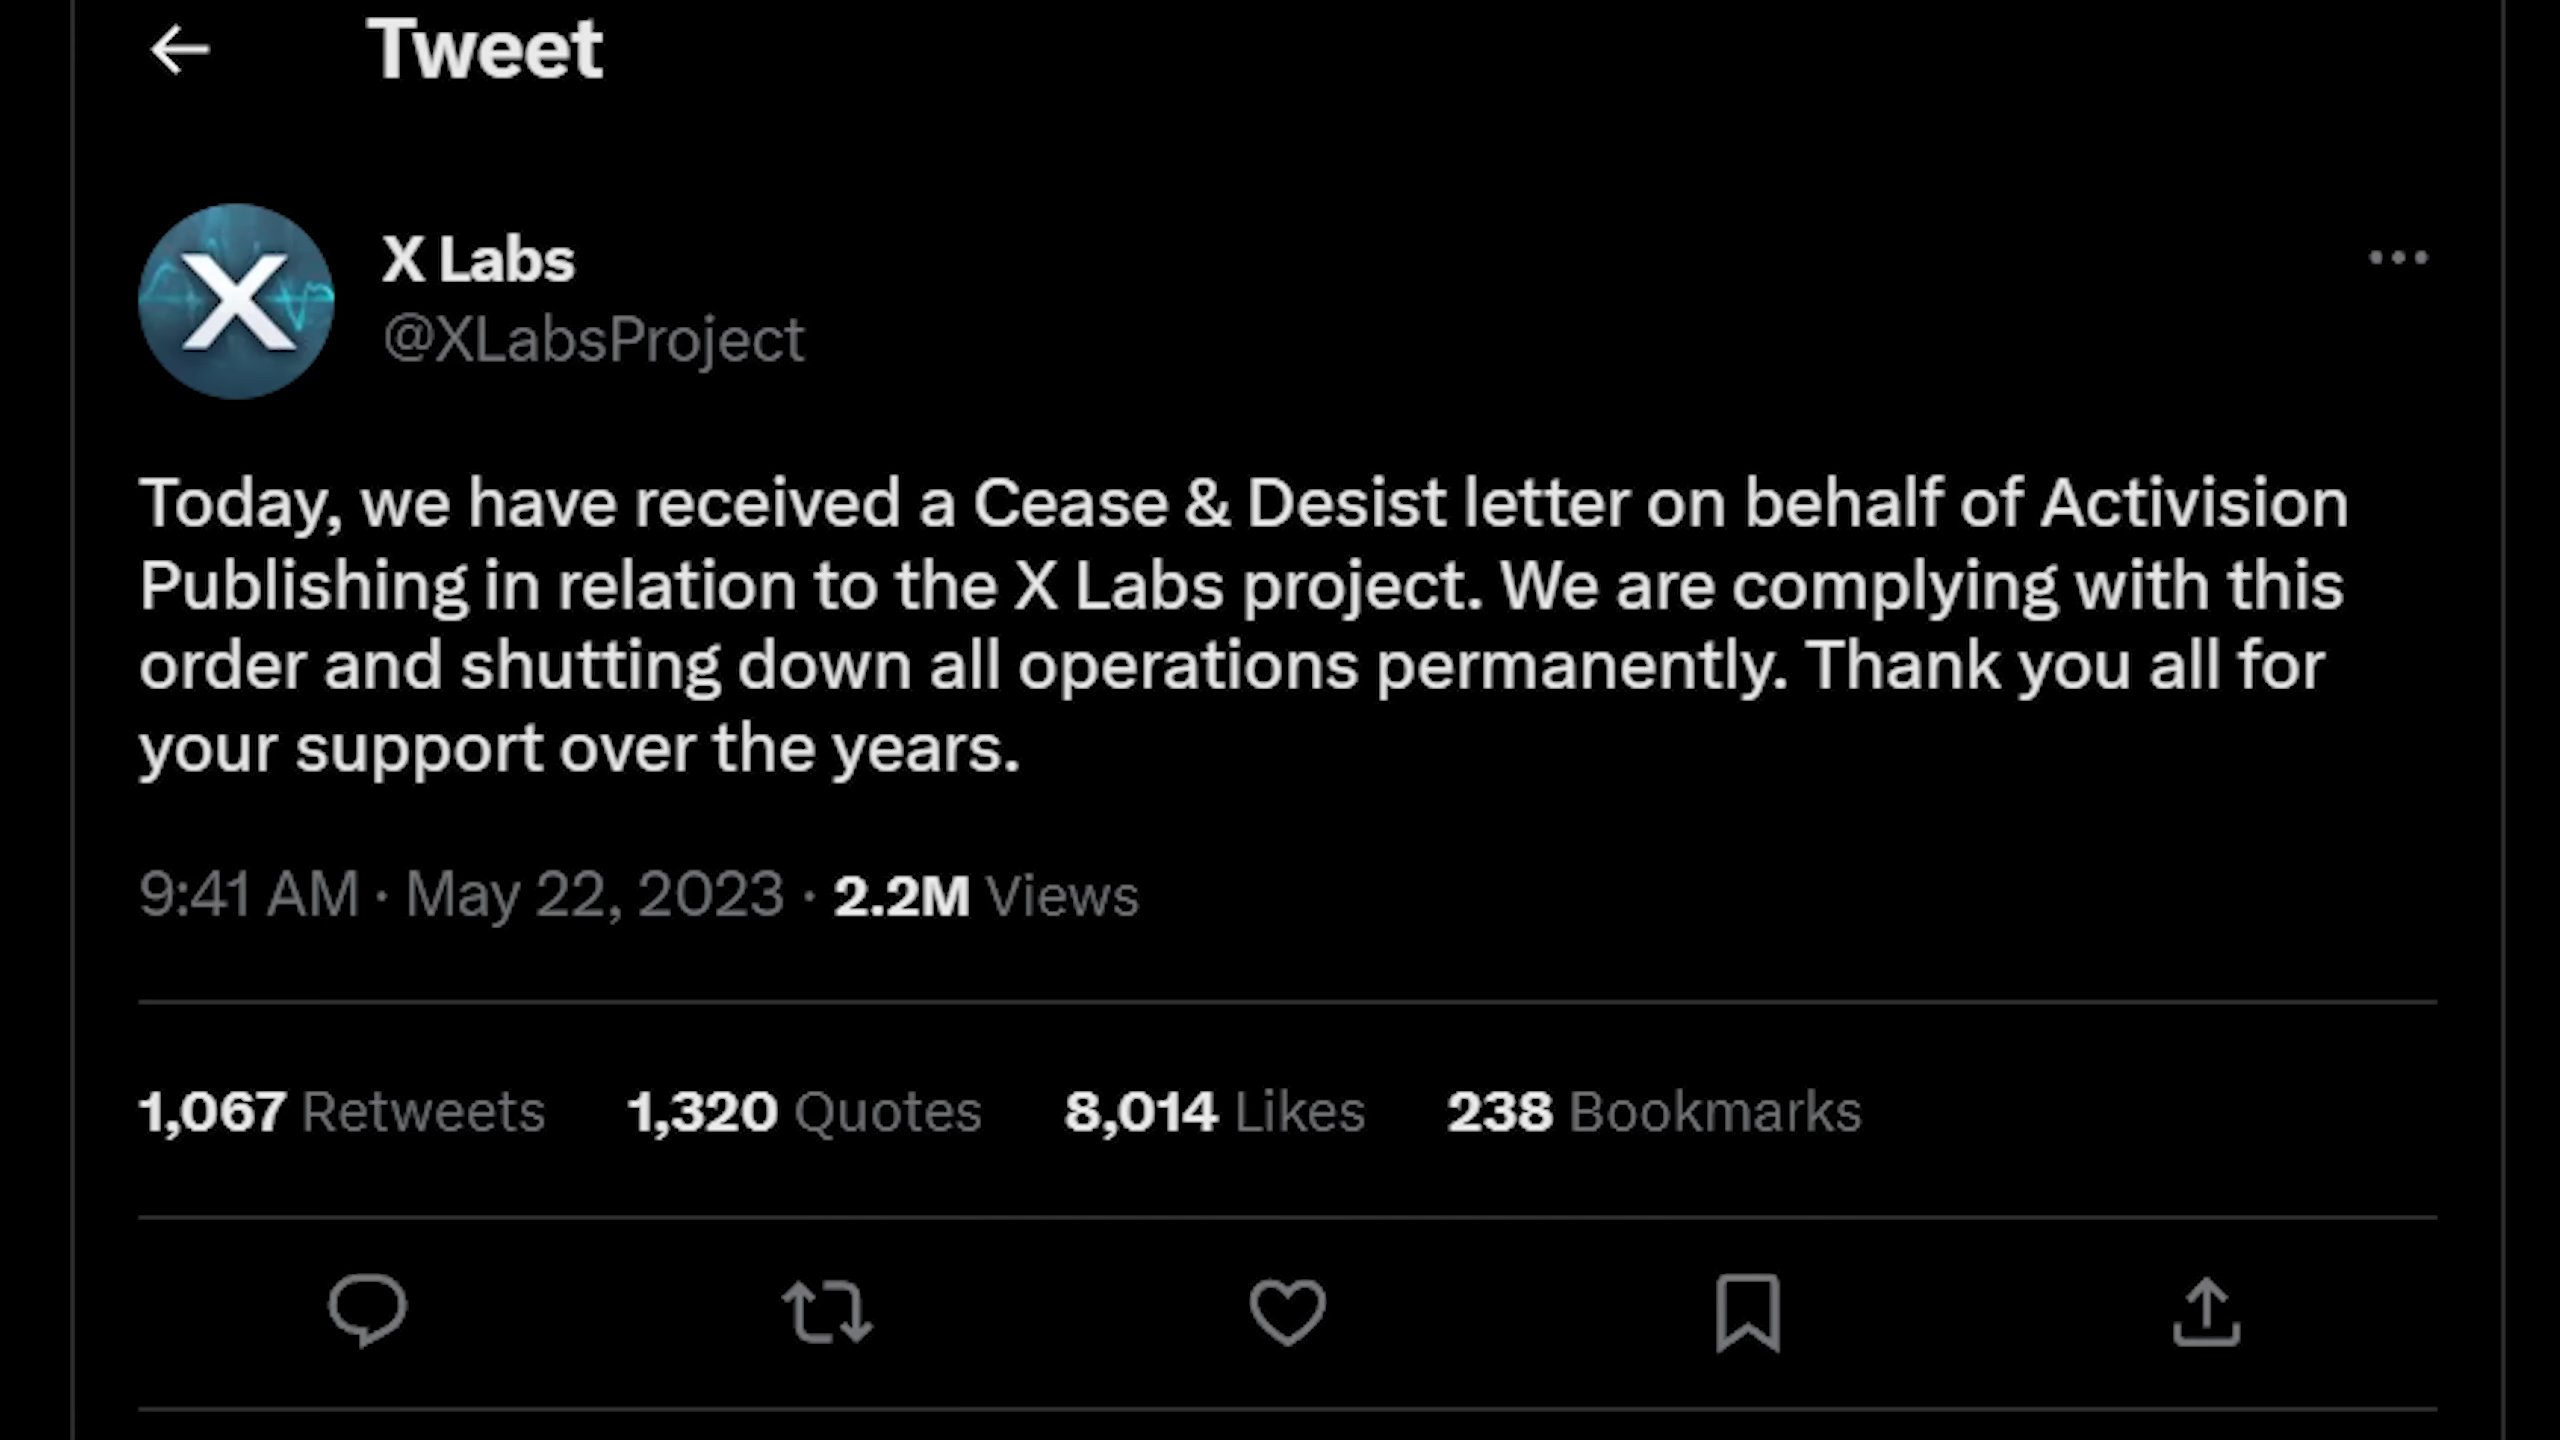 Tweet
X
X Labs
@XLabsProject
Today, we have received a Cease & Desist letter on behalf of Activision
Publishing in relation to the X Labs project. We are complying with this
order and shutting down all operations permanently. Thank you all for
your support over the years.
9:41 AM · May 22, 2023 · 2.2M Views
1,067 Retweets 1,320 Quotes 8,014 Likes 238 Bookmarks